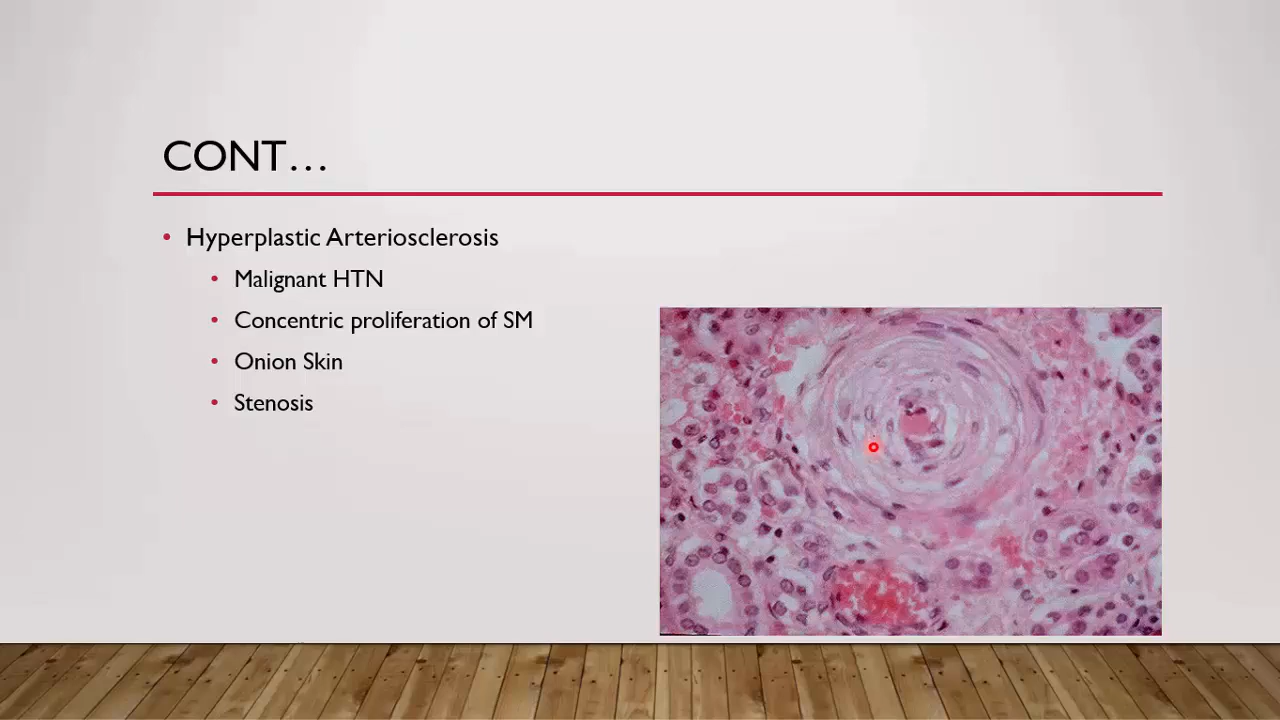 CONT…
Hyperplastic Arteriosclerosis
Malignant HTN
Concentric proliferation of SM
Onion Skin
Stenosis